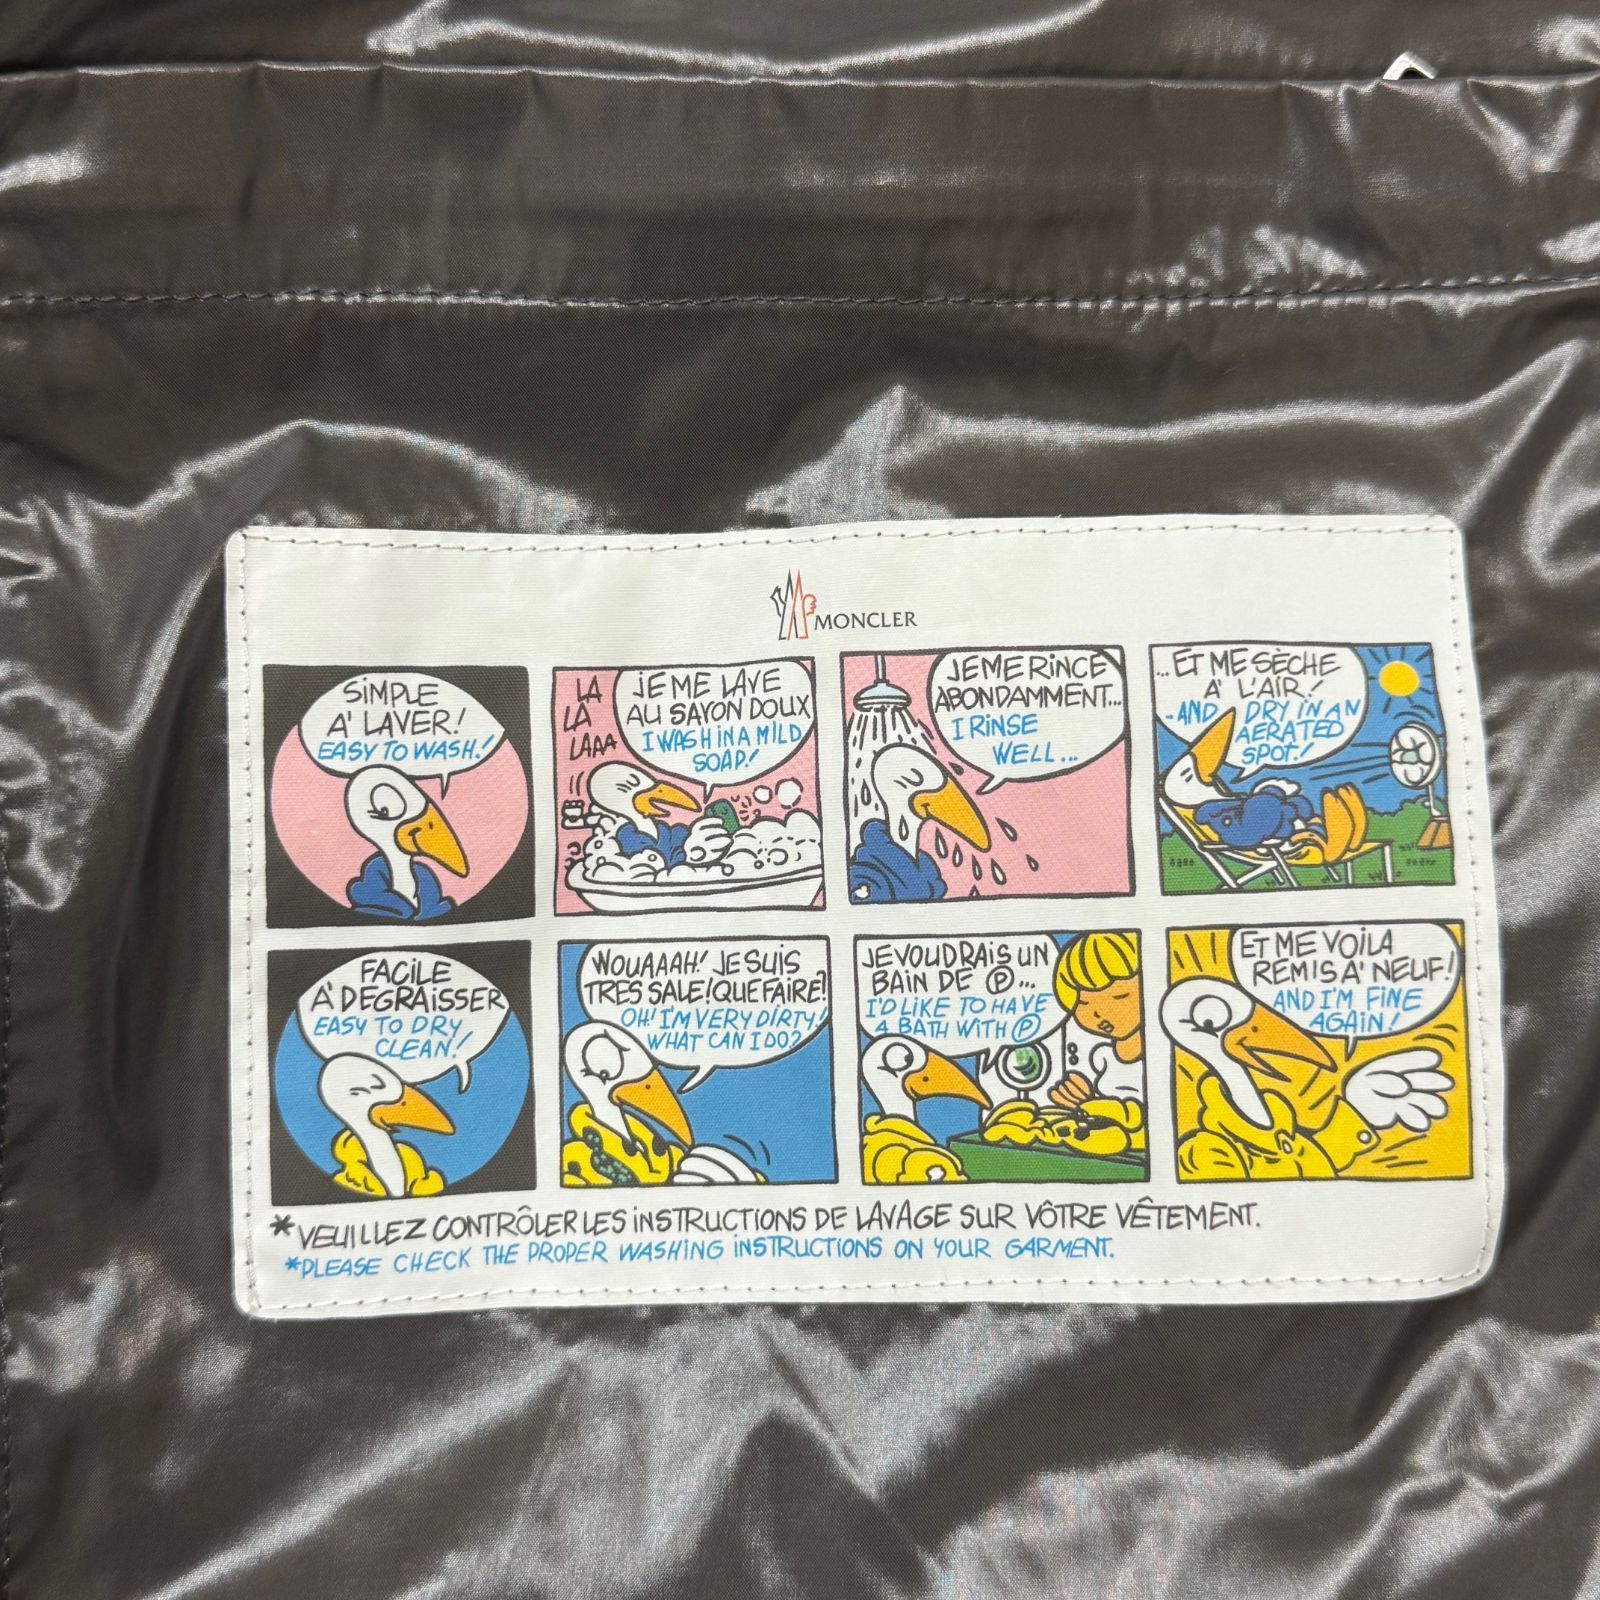 MONCLER
SIMPLE
A' LAVER!
EASY TO WASH!
LA
LA
LAAA
JE ME LAVE
AU SAVON DOUX
I WASH IN A MILD
SOAP!
JE ME RINCE
ABONDAMMENT...
I RINSE
WELL...
...ET ME SÈCHE
A' L'AIR!
-AND DRY IN AN
AERATED
SPOT!
FACILE
A' DEGRAISSER
EASY TO DRY
CLEAN!
WOUAAAH! JE SUIS
TRES SALE! QUE FAIRE?
OH! I'M VERY DIRTY!
WHAT CAN I DO?
JE VOUDRAIS UN
BAIN DE Ⓟ...
I'D LIKE TO HAVE
A BATH WITH Ⓟ
ET ME VOILA
REMIS A' NEUF!
AND I'M FINE
AGAIN!
*VEUILLEZ CONTRÔLER LES INSTRUCTIONS DE LAVAGE SUR VÔTRE VÊTEMENT.
*PLEASE CHECK THE PROPER WASHING INSTRUCTIONS ON YOUR GARMENT.